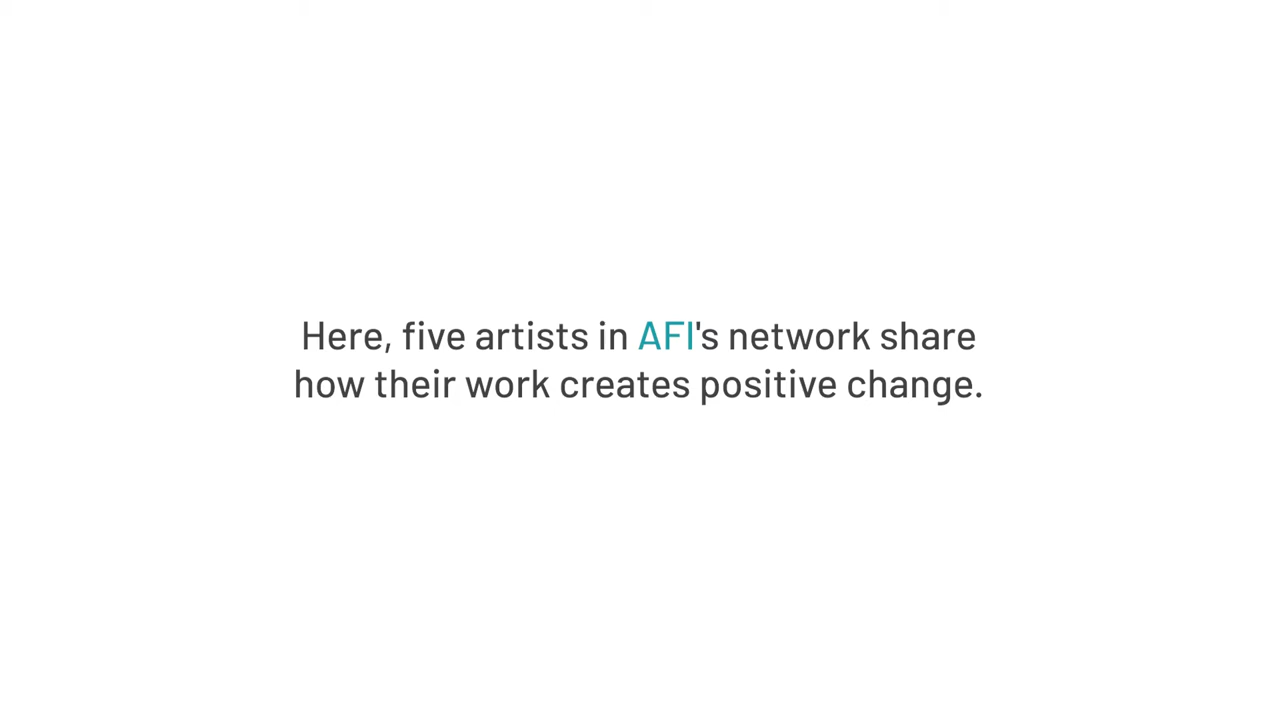 Here, five artists in AFI's network share
how their work creates positive change.